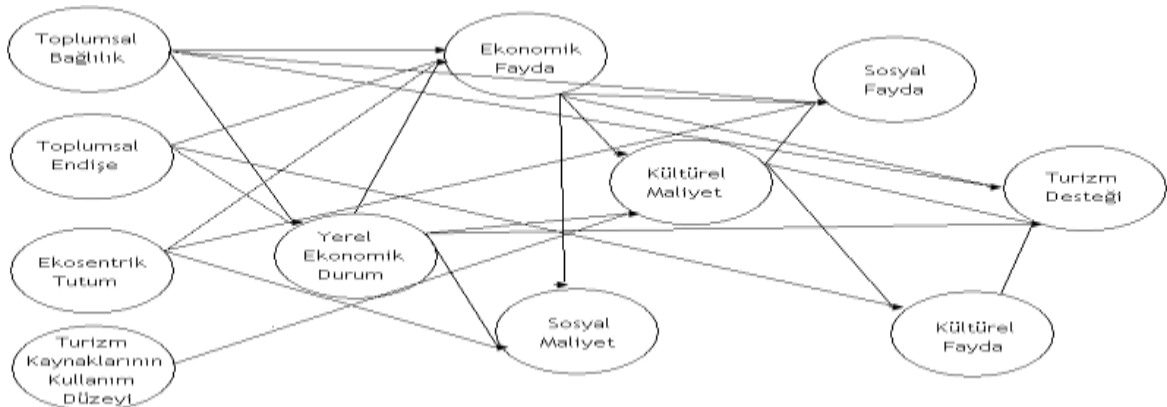 Toplumsal
Bağlılık
Ekonomik
Fayda
Sosyal
Fayda
Toplumsal
Endişe
Kültürel
Maliyet
Turizm
Desteği
Ekosentrik
Tutum
Yerel
Ekonomik
Durum
Sosyal
Maliyet
Kültürel
Fayda
Turizm
Kaynaklarının
Kullanım
Düzeyi